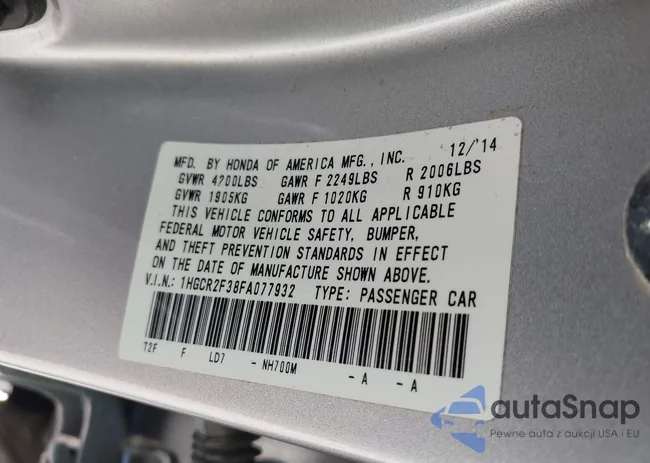 MFD. BY HONDA OF AMERICA MFG., INC. 12/'14
GVWR 4200LBS GAWR F 2249LBS R 2006LBS
GVWR 1905KG GAWR F 1020KG R 910KG
THIS VEHICLE CONFORMS TO ALL APPLICABLE
FEDERAL MOTOR VEHICLE SAFETY, BUMPER,
AND THEFT PREVENTION STANDARDS IN EFFECT
ON THE DATE OF MANUFACTURE SHOWN ABOVE.
V.I.N.: 1HGCR2F38FA077932 TYPE: PASSENGER CAR
T2F F LD7 - NH700M - A - A
autaSnap
Pewne auta z aukcji USA i EU